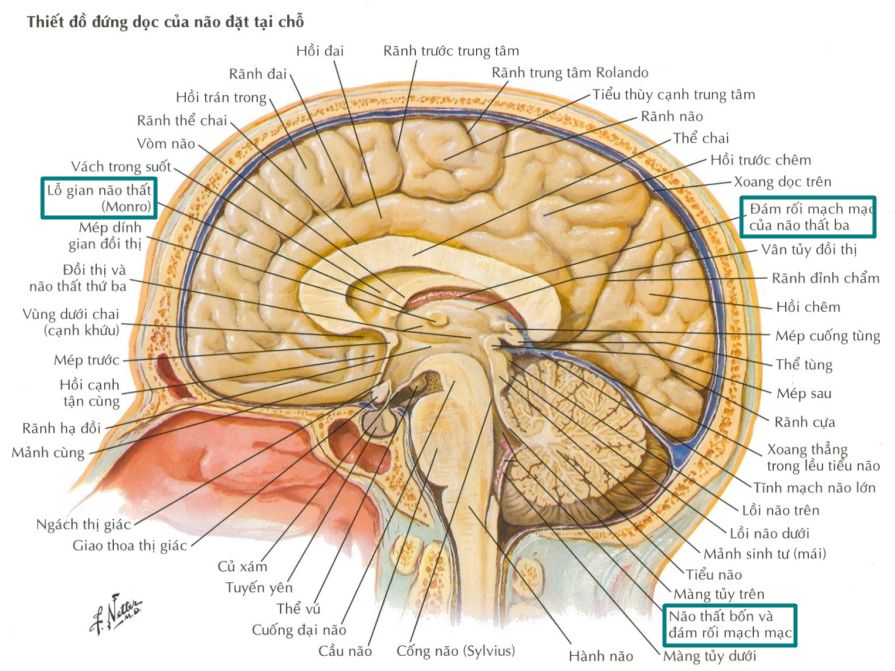 Thiết đồ đứng dọc của não đặt tại chỗ
Hồi đai
Rãnh đai
Hồi trán trong
Rãnh thể chai
Vòm não
Vách trong suốt
Lỗ gian não thất
(Monro)
Mép dính
gian đồi thị
Đồi thị và
não thất thứ ba
Vùng dưới chai
(cạnh khứu)
Mép trước
Hồi cạnh
tận cùng
Rãnh hạ đồi
Mảnh cùng
Ngách thị giác
Giao thoa thị giác
Củ xám
Tuyến yên
Thể vú
Cuống đại não
Cầu não
Cống não (Sylvius)
Rãnh trước trung tâm
Rãnh trung tâm Rolando
Tiểu thùy cạnh trung tâm
Rãnh não
Thể chai
Hồi trước chêm
Xoang dọc trên
Đám rối mạch mạc
của não thất ba
Vân tủy đồi thị
Rãnh đỉnh chẩm
Hồi chêm
Mép cuống tùng
Thể tùng
Mép sau
Rãnh cựa
Xoang thẳng
trong lều tiểu não
Tĩnh mạch não lớn
Lồi não trên
Lồi não dưới
Mảnh sinh tư (mái)
Tiểu não
Màng tủy trên
Não thất bốn và
đám rối mạch mạc
Màng tủy dưới
Hành não
F. Netter
M.D.